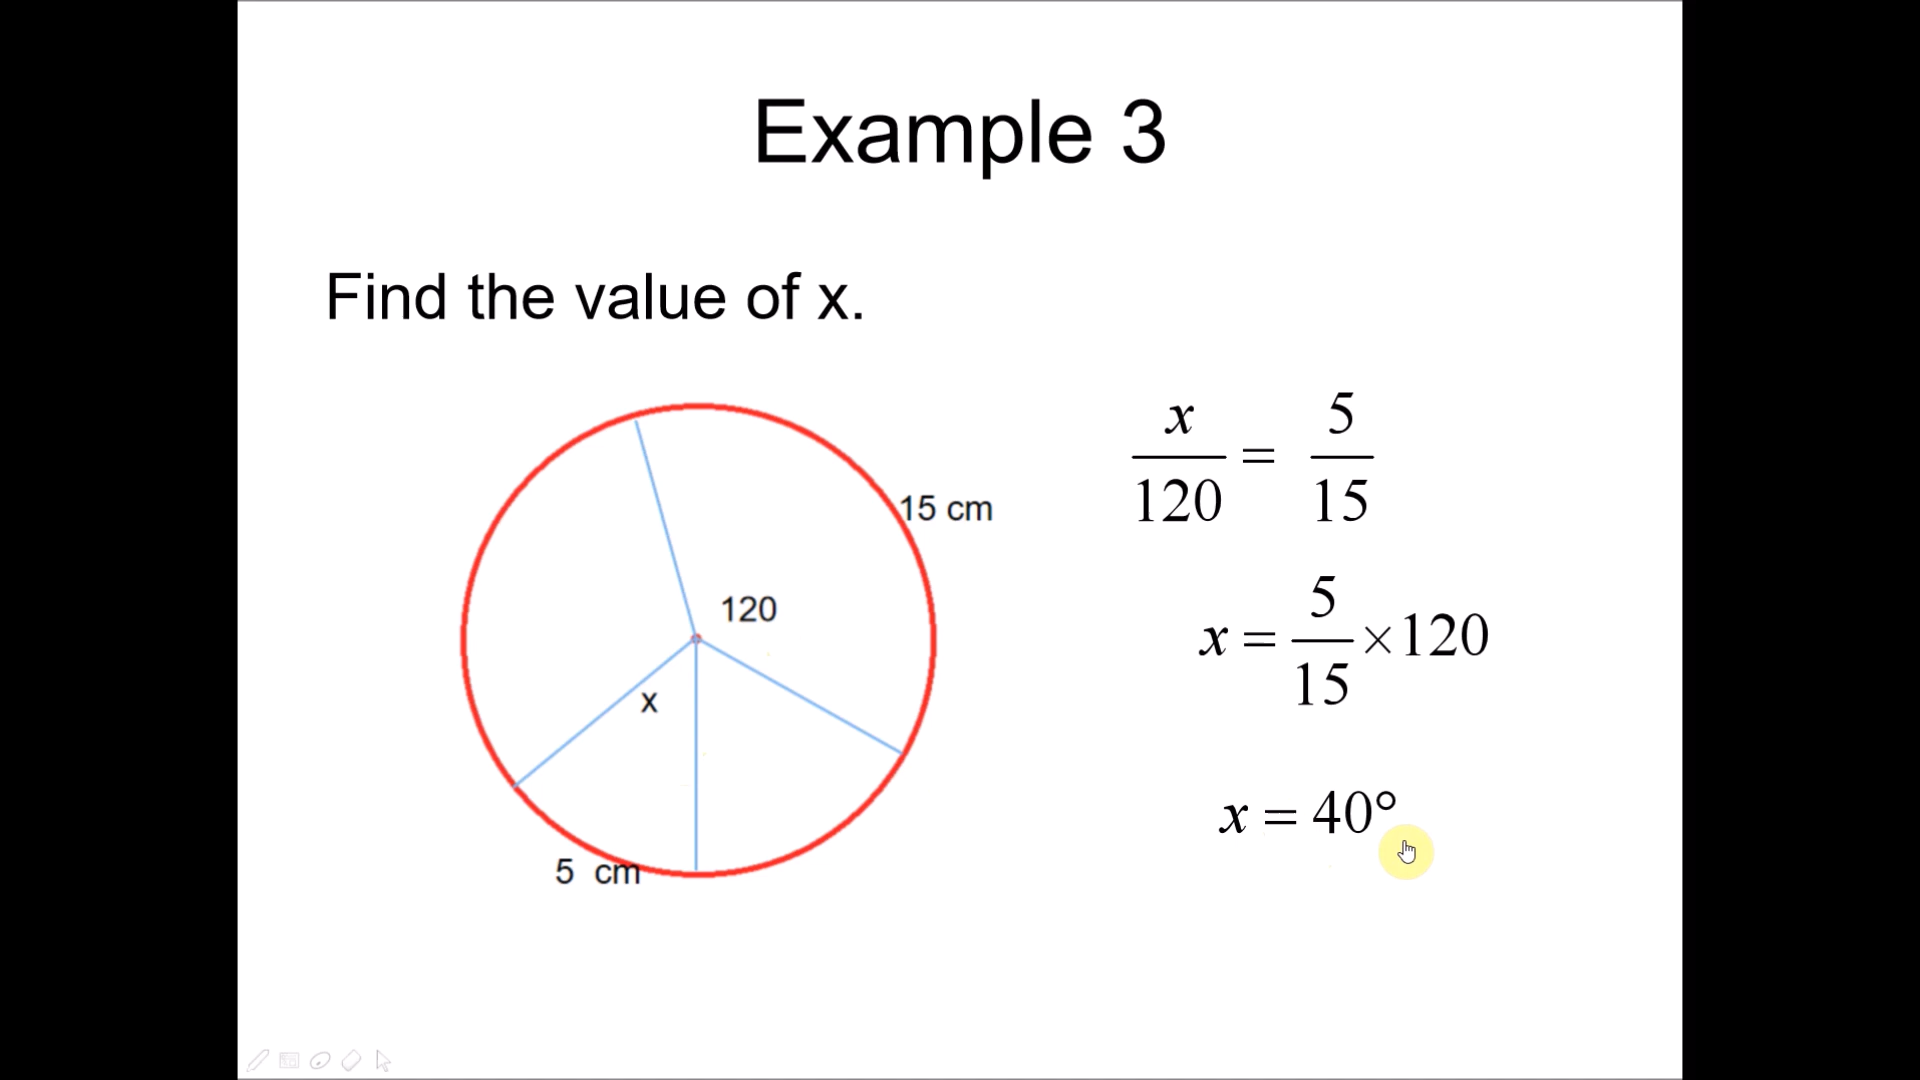 Example 3
Find the value of x.
15 cm
120
x
5 cm
x/120 = 5/15
x = 5/15 ×120
x = 40°